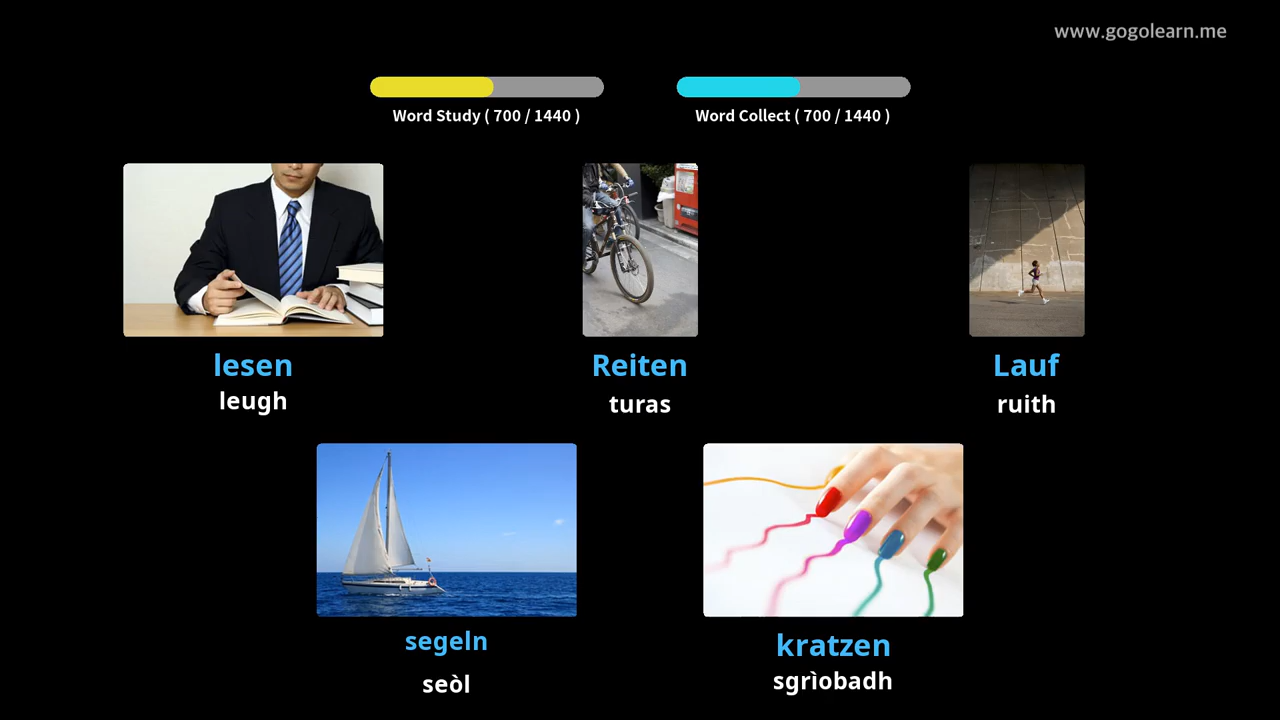 www.gogolearn.me
Word Study ( 700 / 1440 )
Word Collect ( 700 / 1440 )
lesen
leugh
Reiten
turas
Lauf
ruith
segeln
seòl
kratzen
sgrìobadh